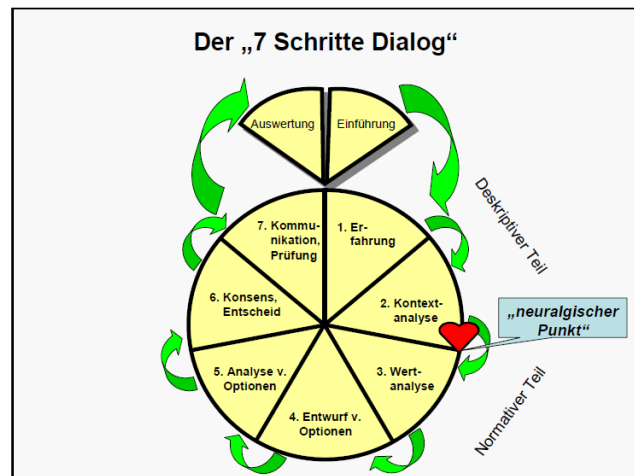 Der „7 Schritte Dialog“
Auswertung
Einführung
7. Kommu-
nikation,
Prüfung
1. Er-
fahrung
6. Konsens,
Entscheid
2. Kontext-
analyse
5. Analyse v.
Optionen
3. Wert-
analyse
4. Entwurf v.
Optionen
Deskriptiver Teil
„neuralgischer
Punkt“
Normativer Teil